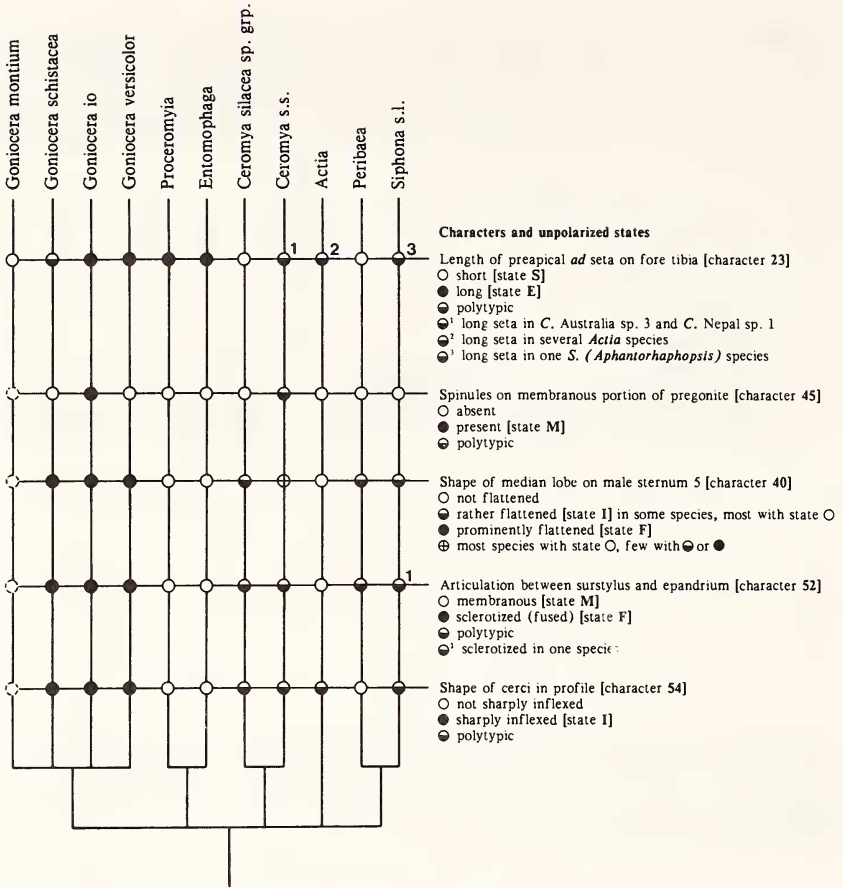 Goniocera montium
Goniocera schistacea
Goniocera io
Goniocera versicolor
Proceromyia
Entomophaga
Ceromya silacea sp. grp.
Ceromya s.s.
Actia
Peribaea
Siphona s.l.
Characters and unpolarized states
1 2 3 Length of preapical ad seta on fore tibia [character 23]
○ short [state S]
● long [state E]
◒ polytypic
◒¹ long seta in C. Australia sp. 3 and C. Nepal sp. 1
◒² long seta in several Actia species
◒³ long seta in one S. (Aphantorhaphopsis) species
Spinules on membranous portion of pregonite [character 45]
○ absent
● present [state M]
◒ polytypic
Shape of median lobe on male sternum 5 [character 40]
○ not flattened
◒ rather flattened [state I] in some species, most with state ○
● prominently flattened [state F]
⊕ most species with state ○, few with ◒ or ●
1 Articulation between surstylus and epandrium [character 52]
○ membranous [state M]
● sclerotized (fused) [state F]
◒ polytypic
◒¹ sclerotized in one
Shape of cerci in profile [character 54]
○ not sharply inflexed
● sharply inflexed [state I]
◒ polytypic